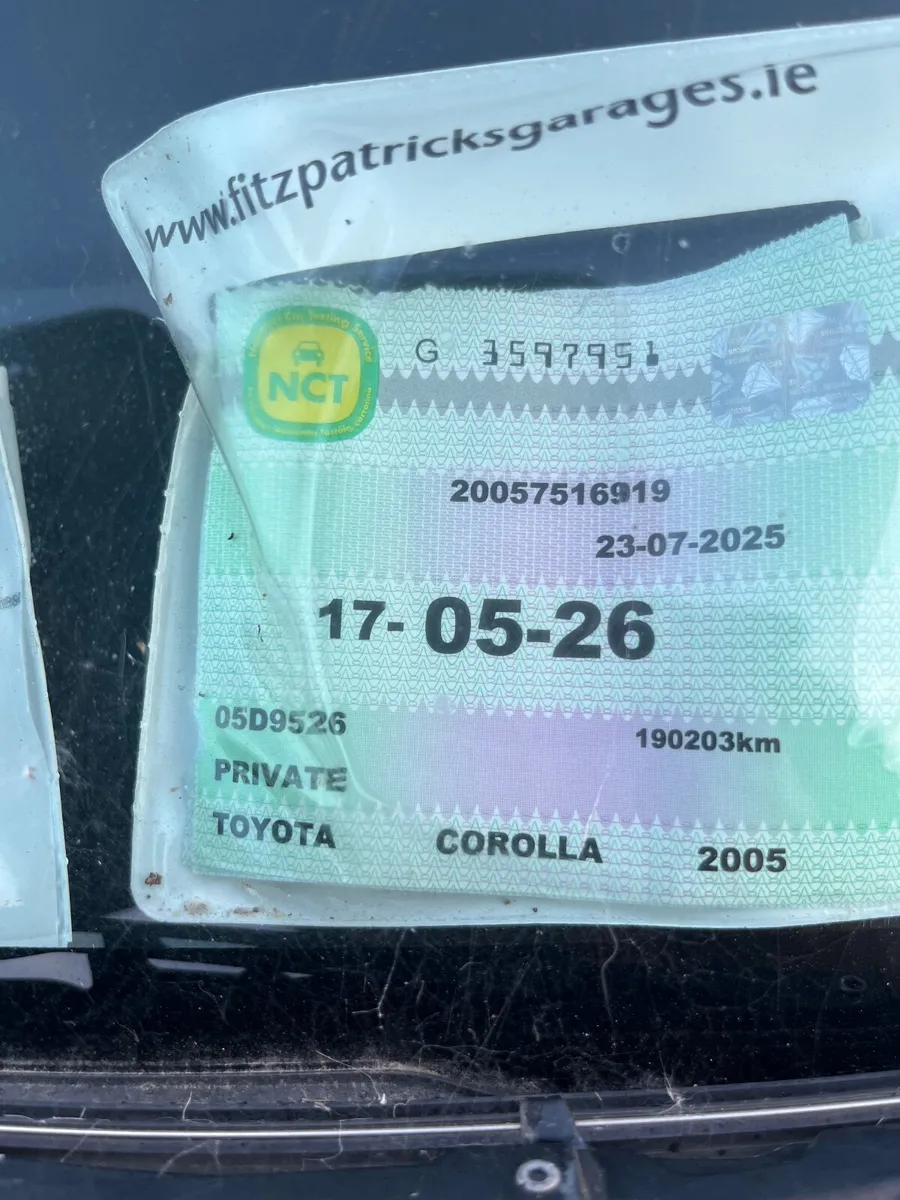 www.fitzpatricksgarages.ie
NCT
G 3597951
20057516919
23-07-2025
17-05-26
05D9526
190203km
PRIVATE
TOYOTA COROLLA 2005